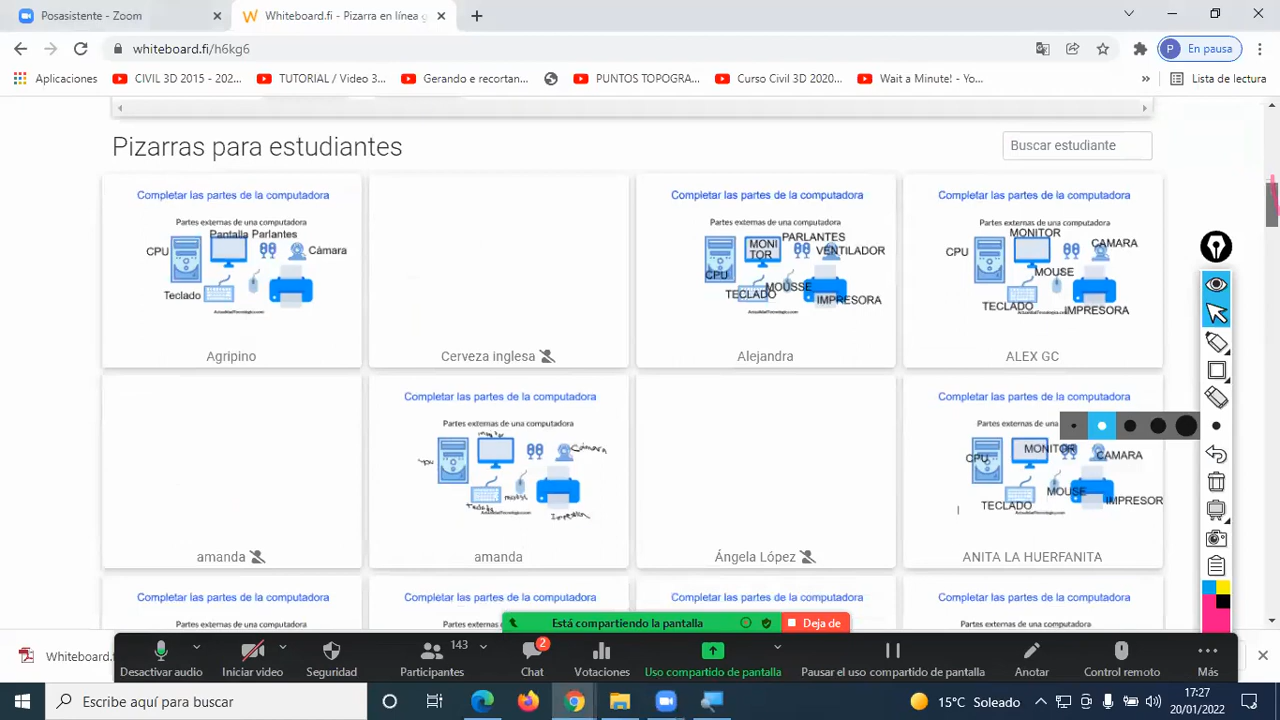 Posasistente - Zoom
Whiteboard.fi - Pizarra en línea g
whiteboard.fi/h6kg6
En pausa
Aplicaciones
CIVIL 3D 2015 - 202...
TUTORIAL / Video 3...
Gerando e recortan...
PUNTOS TOPOGRA...
Curso Civil 3D 2020...
Wait a Minute! - Yo...
Lista de lectura
Pizarras para estudiantes
Buscar estudiante
Completar las partes de la computadora
Partes externas de una computadora
Pantalla Parlantes
CPU
Cámara
Teclado
ActualidadTecnologia.com
Agripino
Cerveza inglesa
Completar las partes de la computadora
Partes externas de una computadora
PARLANTES
MONI
TOR
VENTILADOR
CPU
MOUSSE
TECLADO
IMPRESORA
ActualidadTecnologia.com
Alejandra
Completar las partes de la computadora
Partes externas de una computadora
MONITOR
CAMARA
CPU
MOUSE
TECLADO
IMPRESORA
ALEX GC
amanda
Completar las partes de la computadora
Partes externas de una computadora
Cámara
ActualidadTecnologia.com
amanda
Ángela López
Completar las partes de la computadora
Partes externas de una
MONITOR
CPU
CAMARA
MOUSE
IMPRESOR
TECLADO
ActualidadTecnologia.com
ANITA LA HUERFANITA
Completar las partes de la computadora
Completar las partes de la computadora
Completar las partes de la computadora
Completar las partes de la computadora
Partes externas de una computadora
Partes externas de una computadora
Está compartiendo la pantalla
Deja de
Whiteboard.f
143
2
Desactivar audio
Iniciar video
Seguridad
Participantes
Chat
Votaciones
Uso compartido de pantalla
Pausar el uso compartido de pantalla
Anotar
Control remoto
Más
Escribe aquí para buscar
15°C Soleado
17:27
20/01/2022